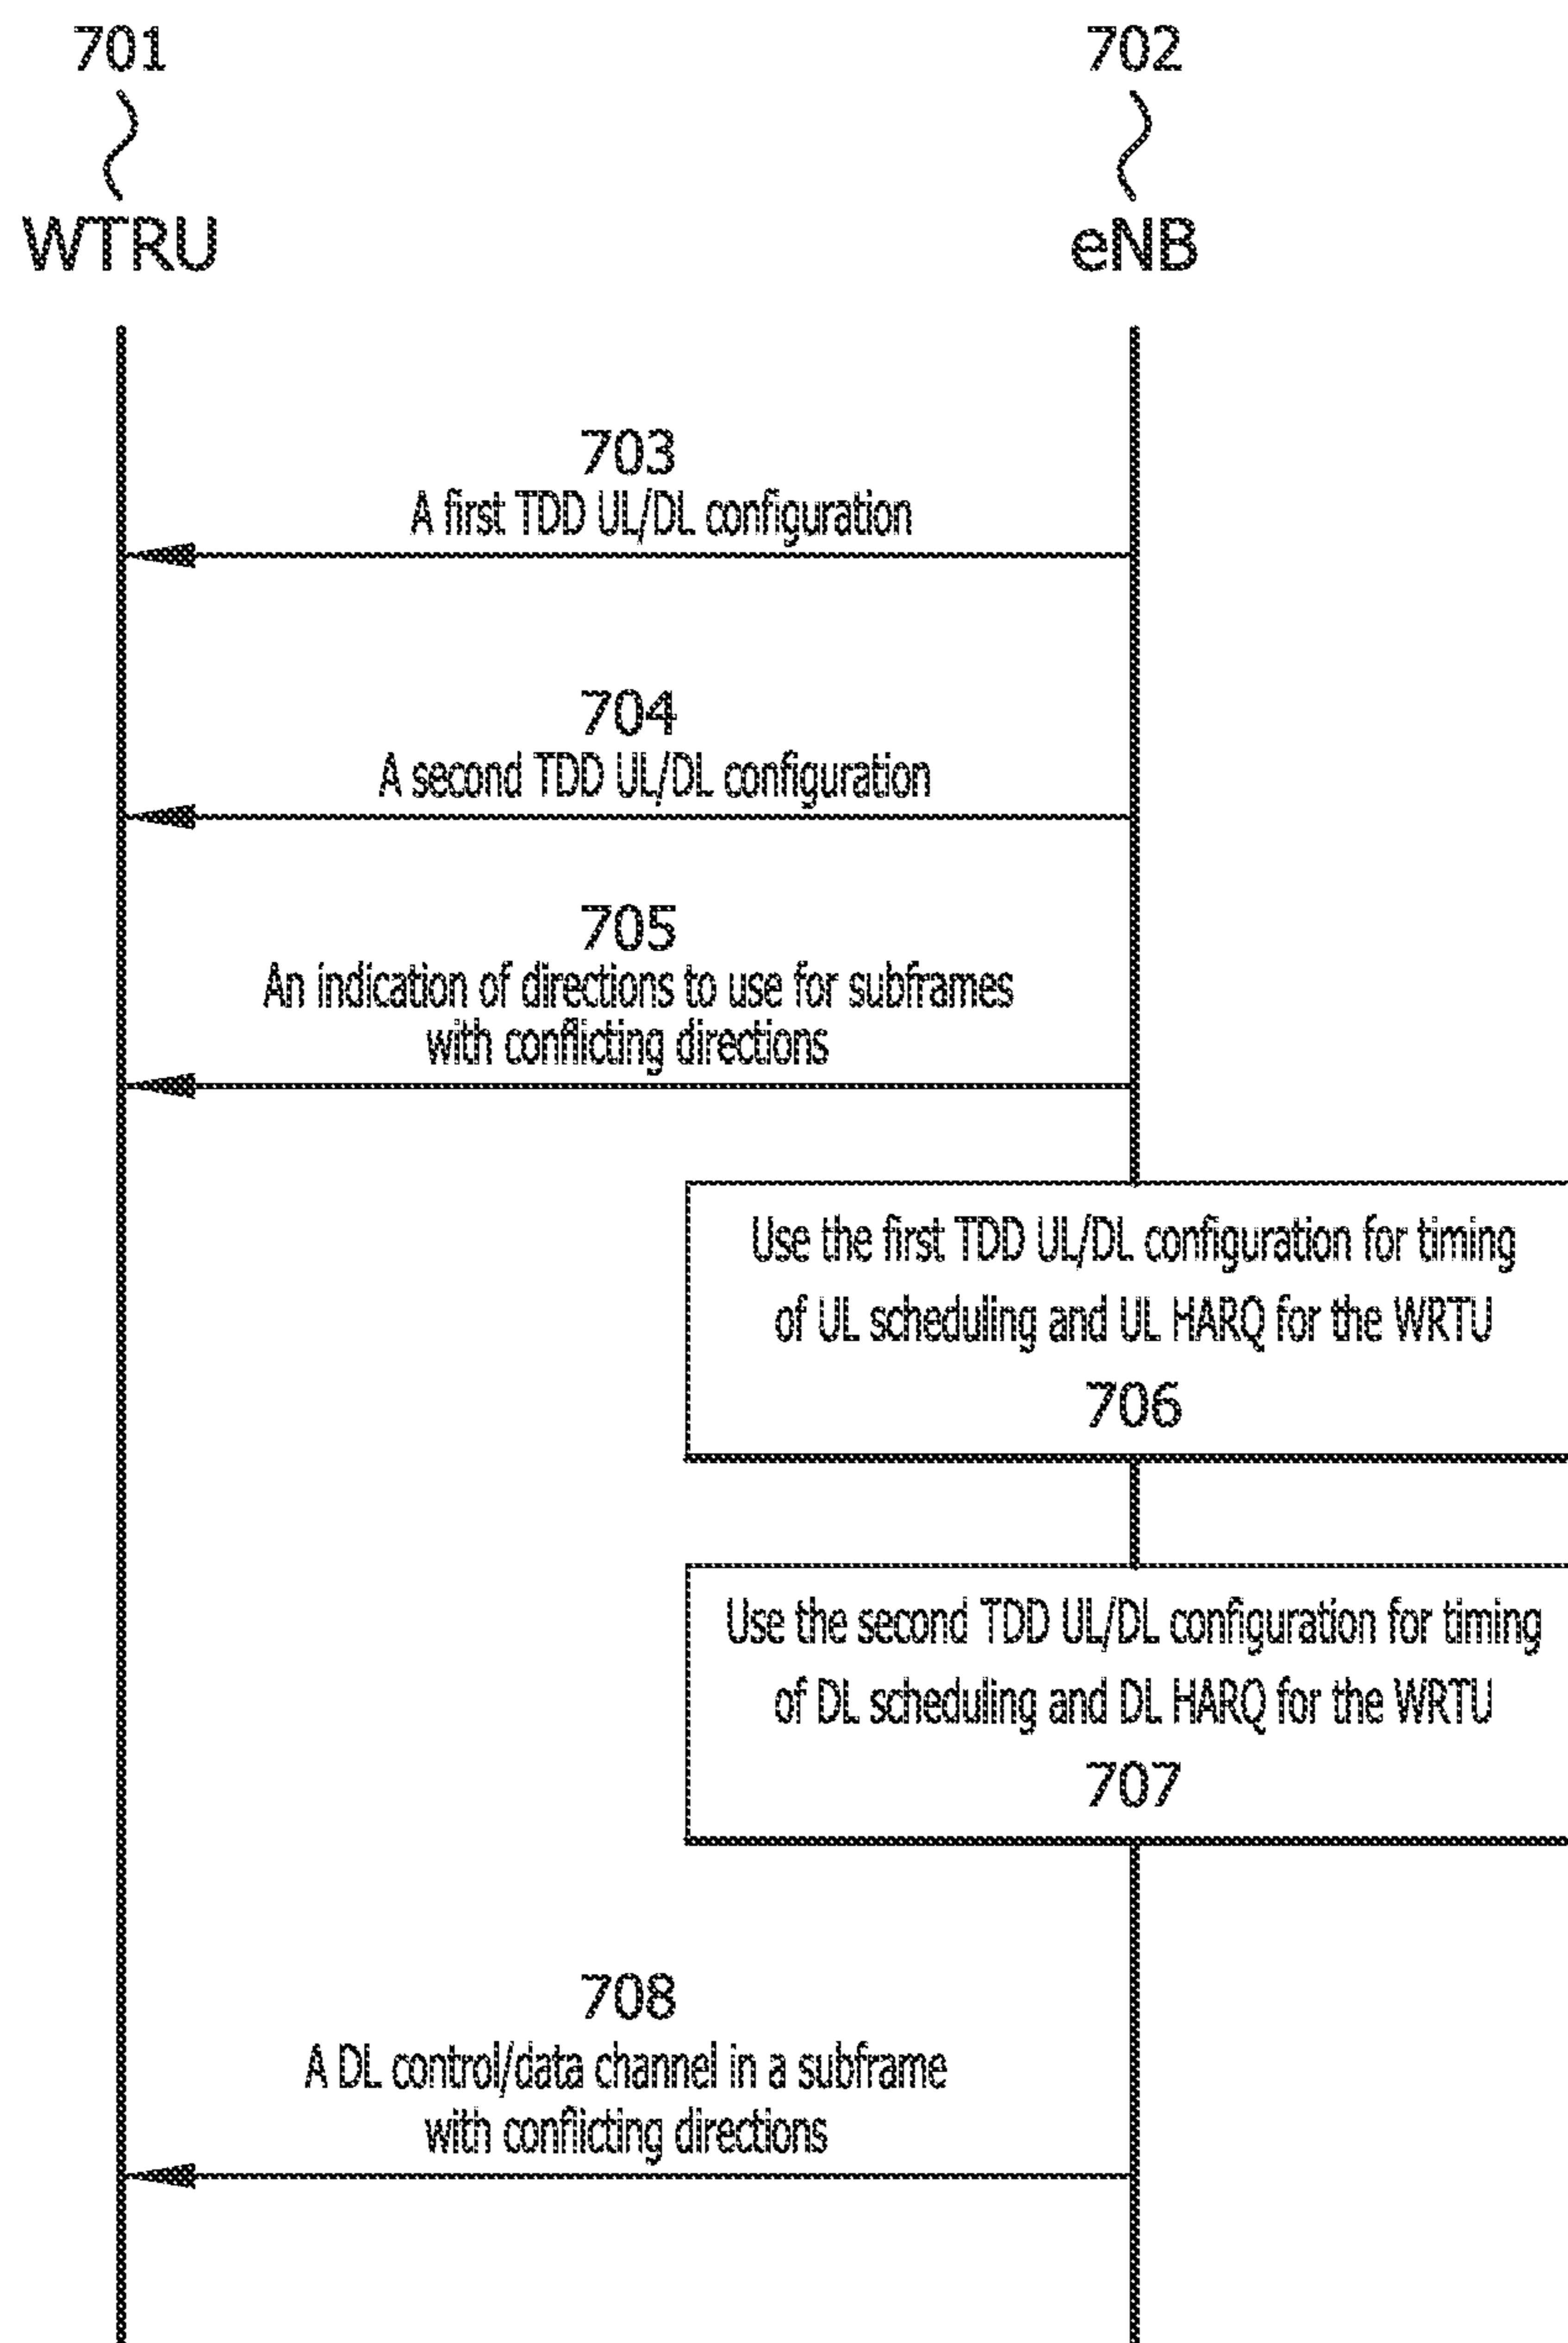 701
702
WTRU
eNB
703
A first TDD UL/DL configuration
704
A second TDD UL/DL configuration
705
An indication of directions to use for subframes
with conflicting directions
Use the first TDD UL/DL configuration for timing
of UL scheduling and UL HARQ for the WRTU
706
Use the second TDD UL/DL configuration for timing
of DL scheduling and DL HARQ for the WRTU
707
708
A DL control/data channel in a subframe
with conflicting directions